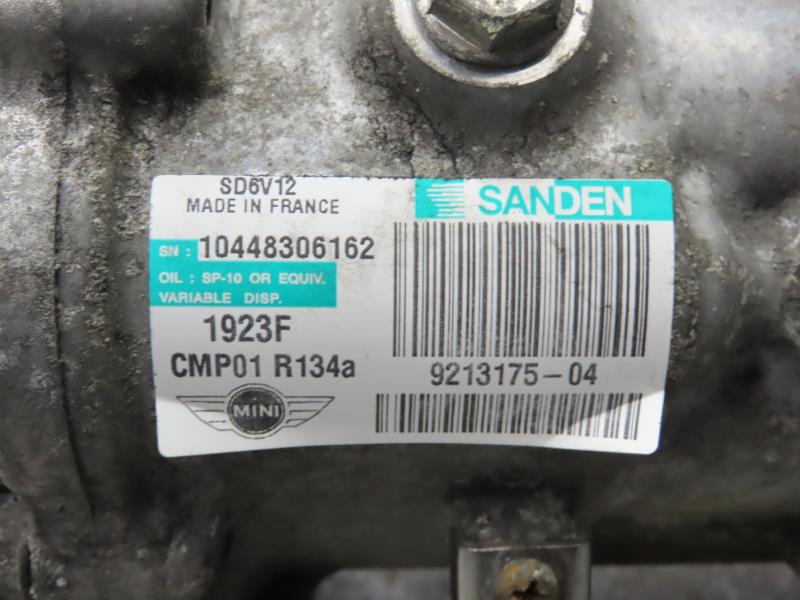 SD6V12
MADE IN FRANCE
SANDEN
SN : 10448306162
OIL : SP-10 OR EQUIV.
VARIABLE DISP.
1923F
CMP01 R134a
9213175-04
MINI